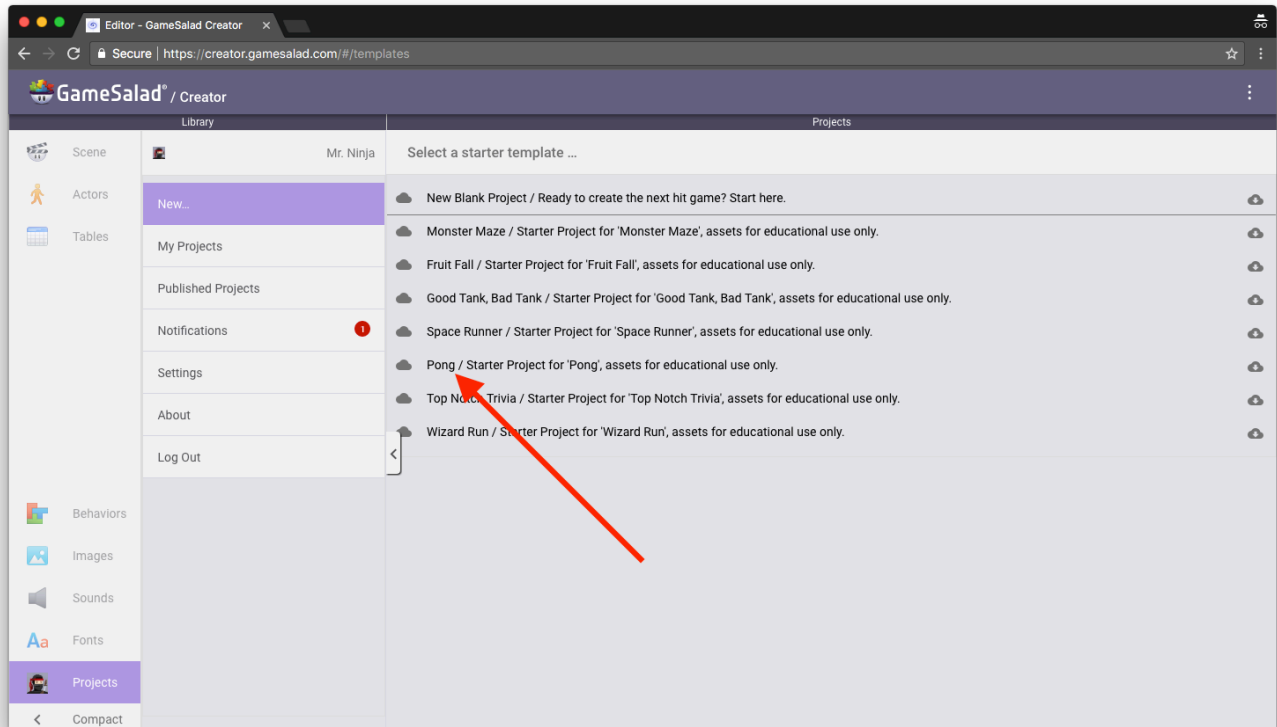 Editor - GameSalad Creator
Secure | https://creator.gamesalad.com/#/templates
GameSalad® / Creator
Library
Projects
Scene
Actors
Tables
Behaviors
Images
Sounds
Fonts
Projects
Compact
Mr. Ninja
New...
My Projects
Published Projects
Notifications 1
Settings
About
Log Out
Select a starter template ...
New Blank Project / Ready to create the next hit game? Start here.
Monster Maze / Starter Project for 'Monster Maze', assets for educational use only.
Fruit Fall / Starter Project for 'Fruit Fall', assets for educational use only.
Good Tank, Bad Tank / Starter Project for 'Good Tank, Bad Tank', assets for educational use only.
Space Runner / Starter Project for 'Space Runner', assets for educational use only.
Pong / Starter Project for 'Pong', assets for educational use only.
Top Notch Trivia / Starter Project for 'Top Notch Trivia', assets for educational use only.
Wizard Run / Starter Project for 'Wizard Run', assets for educational use only.